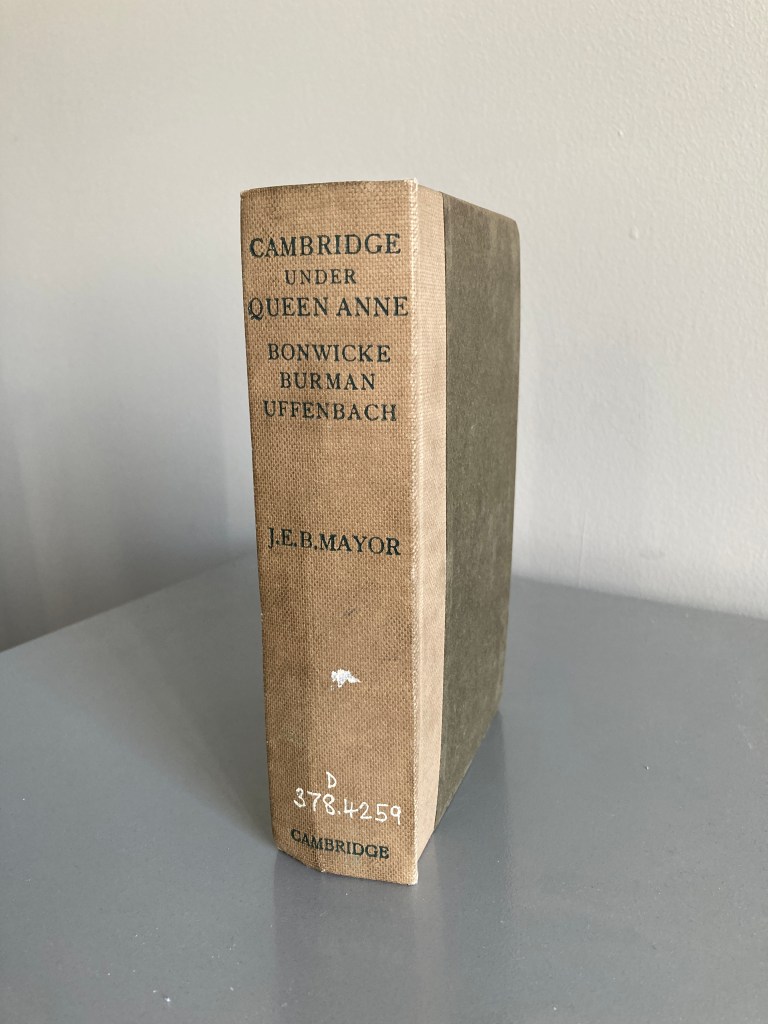 CAMBRIDGE
UNDER
QUEEN ANNE
BONWICKE
BURMAN
UFFENBACH
J.E.B.MAYOR
D
378.4259
CAMBRIDGE